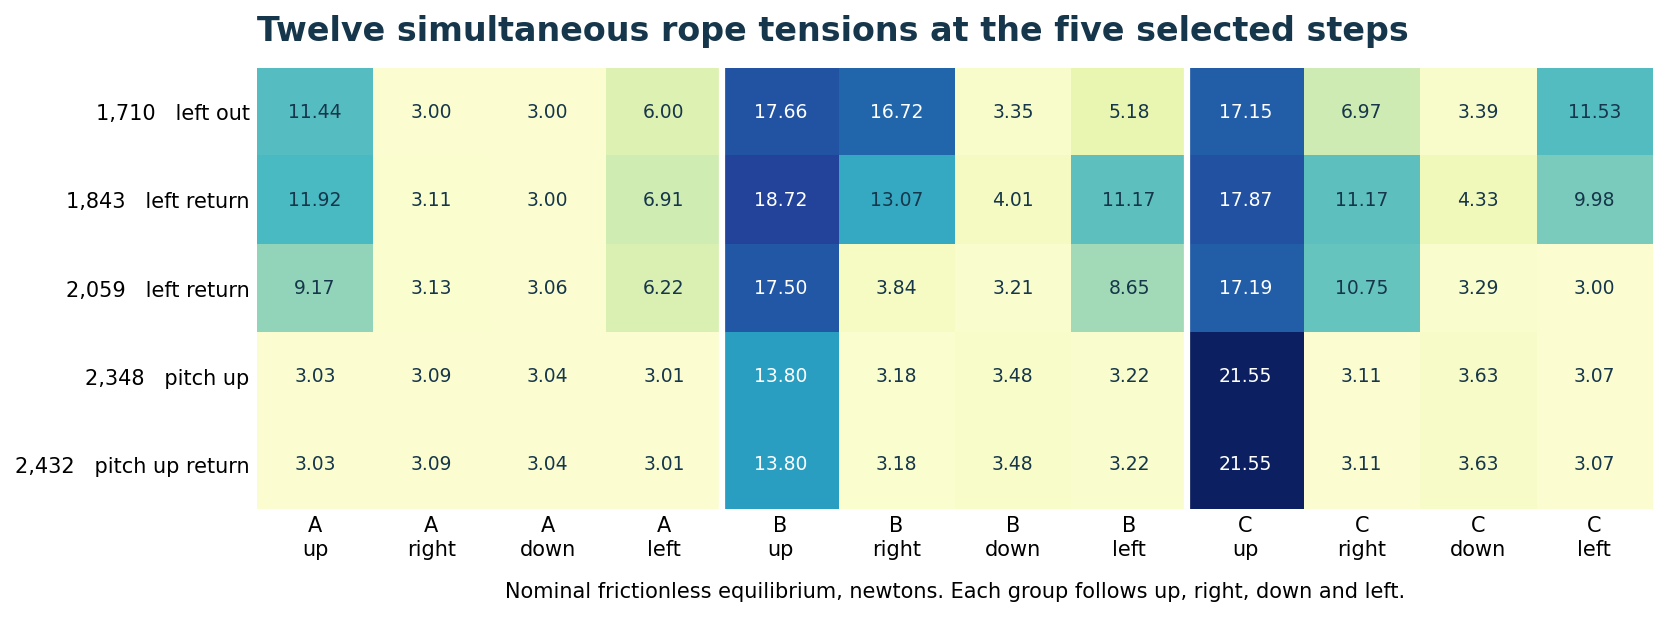 Twelve simultaneous rope tensions at the five selected steps
1,710 left out 11.44 3.00 3.00 6.00 17.66 16.72 3.35 5.18 17.15 6.97 3.39 11.53
1,843 left return 11.92 3.11 3.00 6.91 18.72 13.07 4.01 11.17 17.87 11.17 4.33 9.98
2,059 left return 9.17 3.13 3.06 6.22 17.50 3.84 3.21 8.65 17.19 10.75 3.29 3.00
2,348 pitch up 3.03 3.09 3.04 3.01 13.80 3.18 3.48 3.22 21.55 3.11 3.63 3.07
2,432 pitch up return 3.03 3.09 3.04 3.01 13.80 3.18 3.48 3.22 21.55 3.11 3.63 3.07
A A A A B B B B C C C C
up right down left up right down left up right down left
Nominal frictionless equilibrium, newtons. Each group follows up, right, down and left.